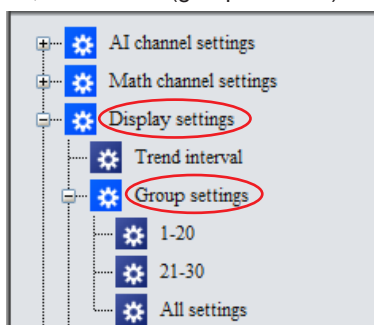 AI channel settings
Math channel settings
Display settings
Trend interval
Group settings
1-20
21-30
All settings